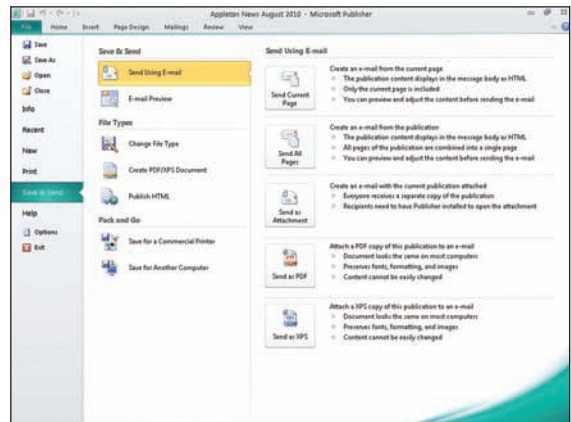 Appleton News August 2010 - Microsoft Publisher
File Home Insert Page Design Mailings Review View
Save
Save As
Open
Close
Info
Recent
New
Print
Save & Send
Help
Options
Exit
Save & Send
Send Using E-mail
E-mail Preview
File Types
Change File Type
Create PDF/XPS Document
Publish HTML
Pack and Go
Save for a Commercial Printer
Save for Another Computer
Send Using E-mail
Send Current
Page
Create an e-mail from the current page
The publication content displays in the message body as HTML
Only the current page is included
You can preview and adjust the content before sending the e-mail
Send All
Pages
Create an e-mail from the publication
The publication content displays in the message body as HTML
All pages of the publication are combined into a single page
You can preview and adjust the content before sending the e-mail
Send as
Attachment
Create an e-mail with the current publication attached
Everyone receives a separate copy of the publication
Recipients need to have Publisher installed to open the attachment
Send as PDF
Attach a PDF copy of this publication to an e-mail
Document looks the same on most computers
Preserves fonts, formatting, and images
Content cannot be easily changed
Send as XPS
Attach a XPS copy of this publication to an e-mail
Document looks the same on most computers
Preserves fonts, formatting, and images
Content cannot be easily changed